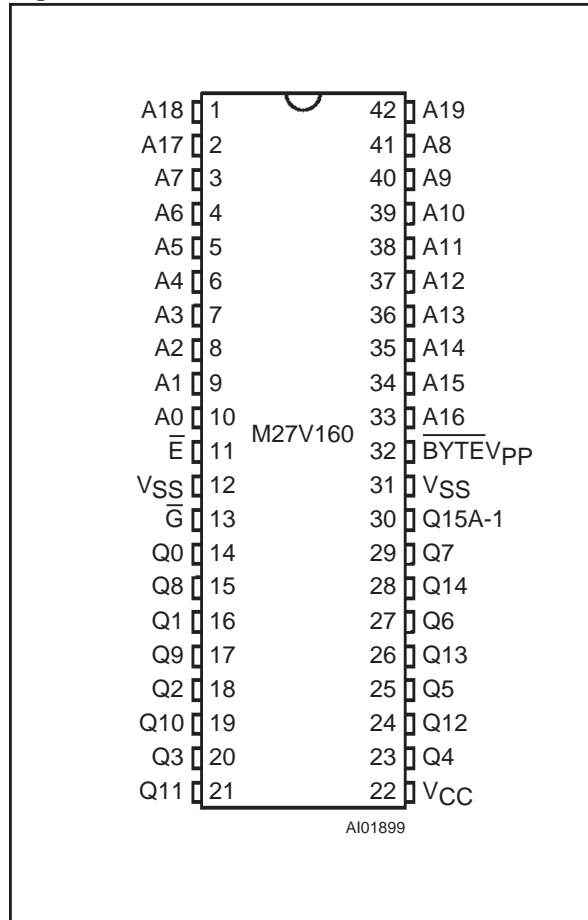 A18 1 42 A19
A17 2 41 A8
A7 3 40 A9
A6 4 39 A10
A5 5 38 A11
A4 6 37 A12
A3 7 36 A13
A2 8 35 A14
A1 9 34 A15
A0 10 33 A16
M27V160
E̅ 11 32 B̅Y̅T̅E̅VPP
VSS 12 31 VSS
G̅ 13 30 Q15A-1
Q0 14 29 Q7
Q8 15 28 Q14
Q1 16 27 Q6
Q9 17 26 Q13
Q2 18 25 Q5
Q10 19 24 Q12
Q3 20 23 Q4
Q11 21 22 VCC
AI01899